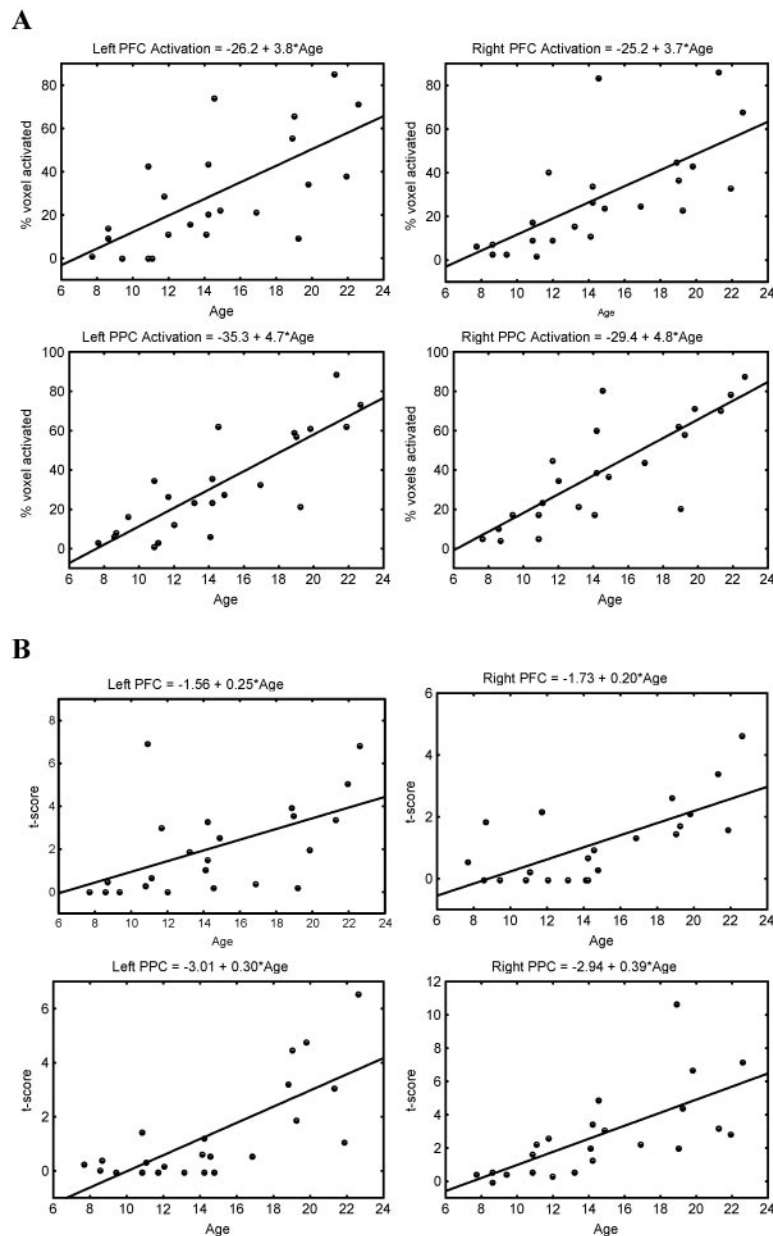 A
Left PFC Activation = -26.2 + 3.8*Age
80
60
40
20
0
% voxel activated
6 8 10 12 14 16 18 20 22 24
Age
Right PFC Activation = -25.2 + 3.7*Age
80
60
40
20
0
% voxel activated
6 8 10 12 14 16 18 20 22 24
Age
Left PPC Activation = -35.3 + 4.7*Age
100
80
60
40
20
0
% voxel activated
6 8 10 12 14 16 18 20 22 24
Age
Right PPC Activation = -29.4 + 4.8*Age
100
80
60
40
20
0
% voxels activated
6 8 10 12 14 16 18 20 22 24
Age
B
Left PFC = -1.56 + 0.25*Age
8
6
4
2
0
t-score
6 8 10 12 14 16 18 20 22 24
Age
Right PFC = -1.73 + 0.20*Age
6
4
2
0
t-score
6 8 10 12 14 16 18 20 22 24
Age
Left PPC = -3.01 + 0.30*Age
6
4
2
0
t-score
6 8 10 12 14 16 18 20 22 24
Age
Right PPC = -2.94 + 0.39*Age
12
10
8
6
4
2
0
t-score
6 8 10 12 14 16 18 20 22 24
Age